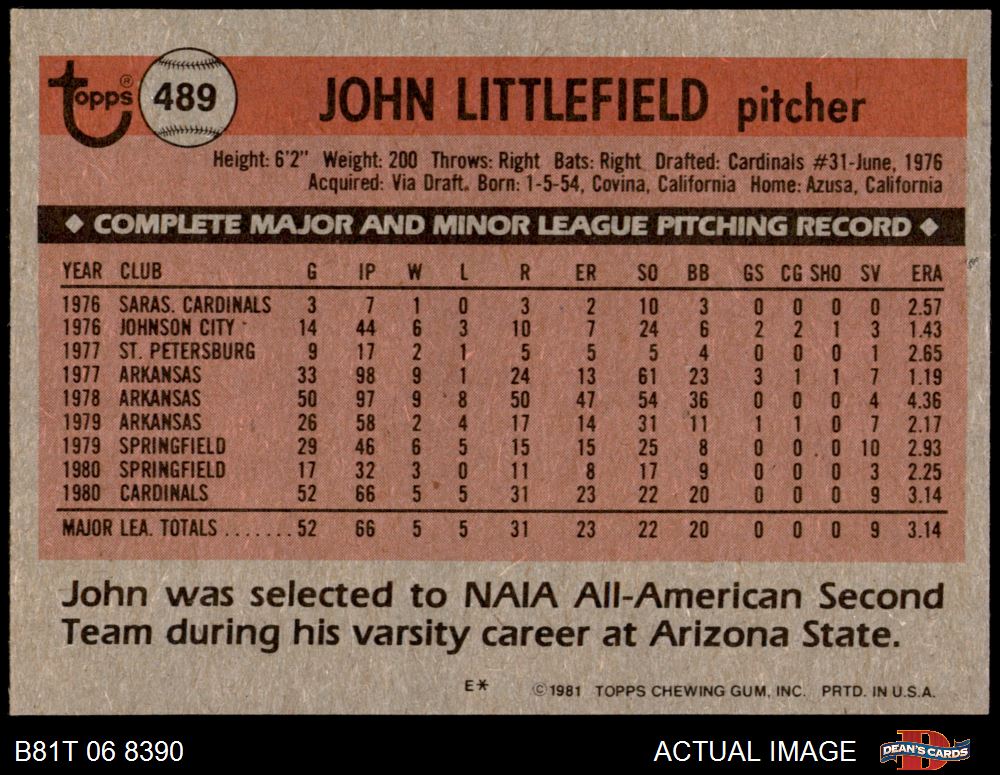 topps® 489 JOHN LITTLEFIELD pitcher
Height: 6'2" Weight: 200 Throws: Right Bats: Right Drafted: Cardinals #31-June, 1976
Acquired: Via Draft. Born: 1-5-54, Covina, California Home: Azusa, California
◆ COMPLETE MAJOR AND MINOR LEAGUE PITCHING RECORD ◆
YEAR CLUB G IP W L R ER SO BB GS CG SHO SV ERA
1976 SARAS. CARDINALS 3 7 1 0 3 2 10 3 0 0 0 0 2.57
1976 JOHNSON CITY 14 44 6 3 10 7 24 6 2 2 1 3 1.43
1977 ST. PETERSBURG 9 17 2 1 5 5 5 4 0 0 0 1 2.65
1977 ARKANSAS 33 98 9 1 24 13 61 23 3 1 1 7 1.19
1978 ARKANSAS 50 97 9 8 50 47 54 36 0 0 0 4 4.36
1979 ARKANSAS 26 58 2 4 17 14 31 11 1 1 0 7 2.17
1979 SPRINGFIELD 29 46 6 5 15 15 25 8 0 0 0 10 2.93
1980 SPRINGFIELD 17 32 3 0 11 8 17 9 0 0 0 3 2.25
1980 CARDINALS 52 66 5 5 31 23 22 20 0 0 0 9 3.14
MAJOR LEA. TOTALS ....... 52 66 5 5 31 23 22 20 0 0 0 9 3.14
John was selected to NAIA All-American Second
Team during his varsity career at Arizona State.
E* ©1981 TOPPS CHEWING GUM, INC. PRTD. IN U.S.A.
B81T 06 8390 ACTUAL IMAGE DEAN'S CARDS